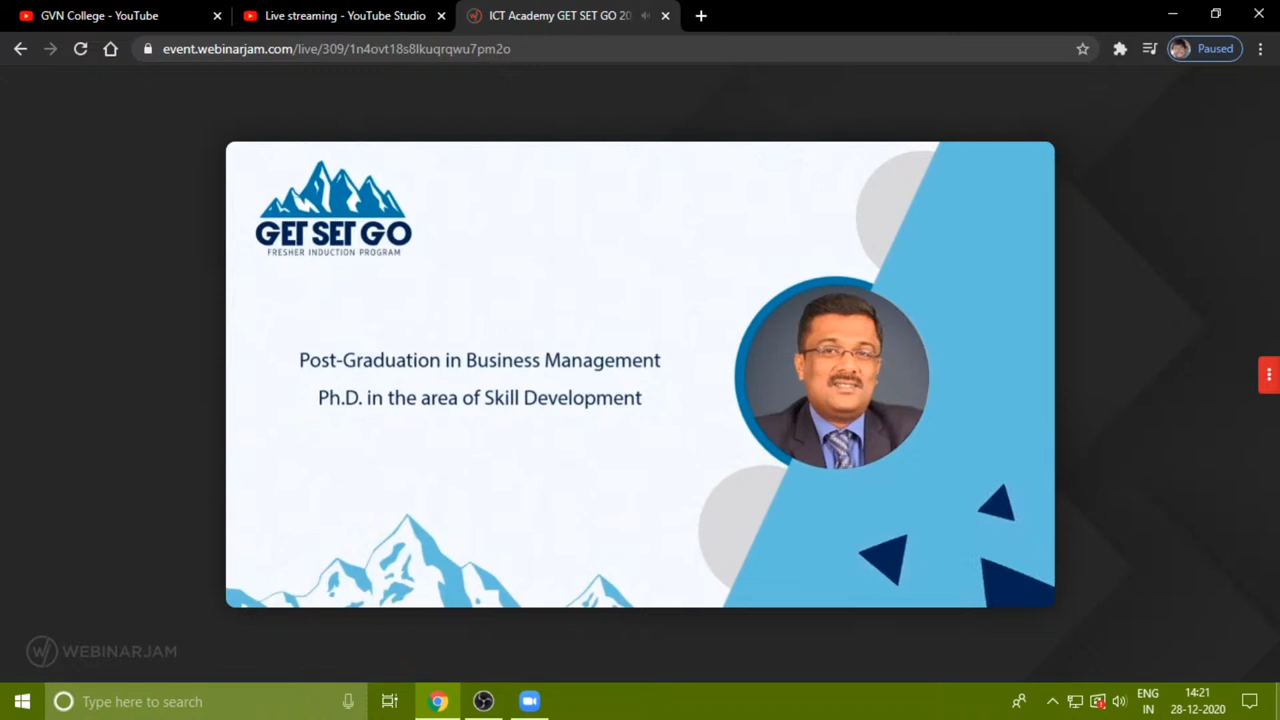 GVN College - YouTube
Live streaming - YouTube Studio
ICT Academy GET SET GO 20
event.webinarjam.com/live/309/1n4ovt18s8lkuqrqwu7pm2o
Paused
GET SET GO
FRESHER INDUCTION PROGRAM
Post-Graduation in Business Management
Ph.D. in the area of Skill Development
WEBINARJAM
Type here to search
ENG
IN
14:21
28-12-2020